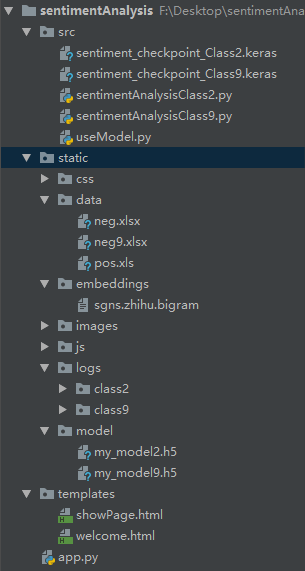 sentimentAnalysis F:\Desktop\sentimentAna
src
sentiment_checkpoint_Class2.keras
sentiment_checkpoint_Class9.keras
sentimentAnalysisClass2.py
sentimentAnalysisClass9.py
useModel.py
static
css
data
neg.xlsx
neg9.xlsx
pos.xls
embeddings
sgns.zhihu.bigram
images
js
logs
class2
class9
model
my_model2.h5
my_model9.h5
templates
showPage.html
welcome.html
app.py